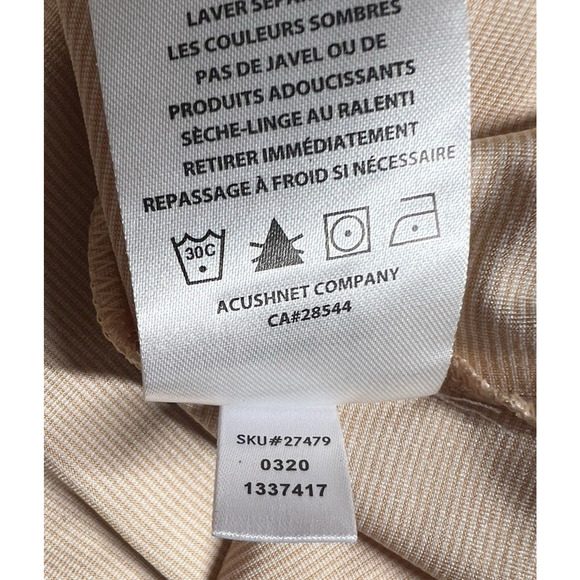 LAVER
LES COULEURS SOMBRES
PAS DE JAVEL OU DE
PRODUITS ADOUCISSANTS
SÈCHE-LINGE AU RALENTI
RETIRER IMMÉDIATEMENT
REPASSAGE À FROID SI NÉCESSAIRE
30C
ACUSHNET COMPANY
CA#28544
SKU#27479
0320
1337417